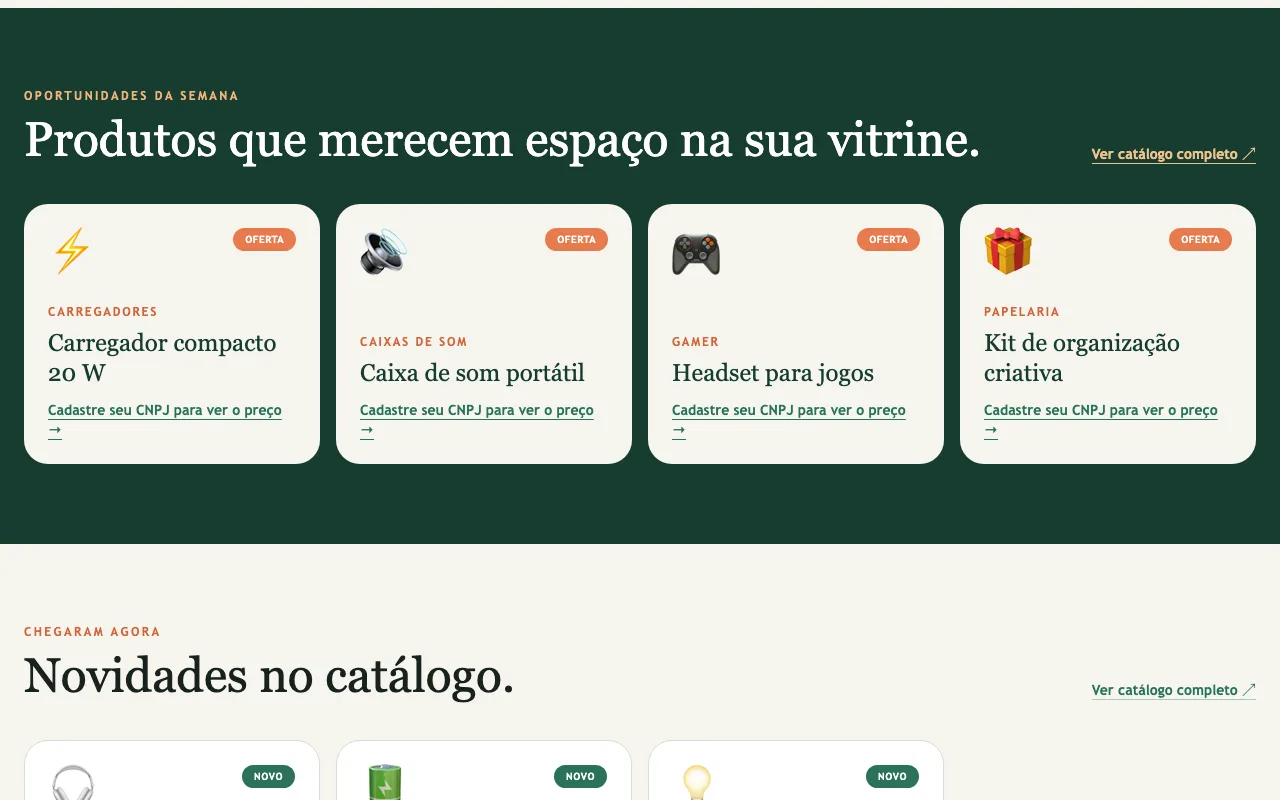 OPORTUNIDADES DA SEMANA
Produtos que merecem espaço na sua vitrine.
Ver catálogo completo ↗
OFERTA
CARREGADORES
Carregador compacto
20 W
Cadastre seu CNPJ para ver o preço
→
OFERTA
CAIXAS DE SOM
Caixa de som portátil
Cadastre seu CNPJ para ver o preço
→
OFERTA
GAMER
Headset para jogos
Cadastre seu CNPJ para ver o preço
→
OFERTA
PAPELARIA
Kit de organização
criativa
Cadastre seu CNPJ para ver o preço
→
CHEGARAM AGORA
Novidades no catálogo.
Ver catálogo completo ↗
NOVO
NOVO
NOVO